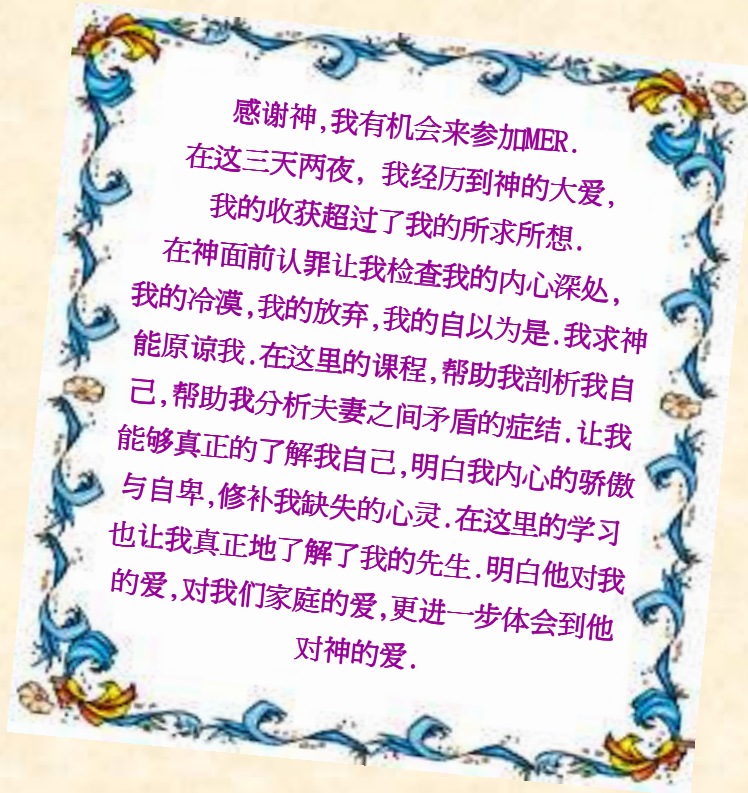 感谢神,我有机会来参加MER.
在这三天两夜, 我经历到神的大爱,
我的收获超过了我的所求所想.
在神面前认罪让我检查我的内心深处,
我的冷漠,我的放弃,我的自以为是.我求神
能原谅我.在这里的课程,帮助我剖析我自
己,帮助我分析夫妻之间矛盾的症结.让我
能够真正的了解我自己,明白我内心的骄傲
与自卑,修补我缺失的心灵.在这里的学习
也让我真正地了解了我的先生.明白他对我
的爱,对我们家庭的爱,更进一步体会到他
对神的爱.